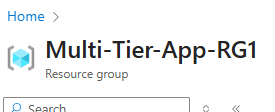 Home >
Multi-Tier-App-RG1
Resource group
Search